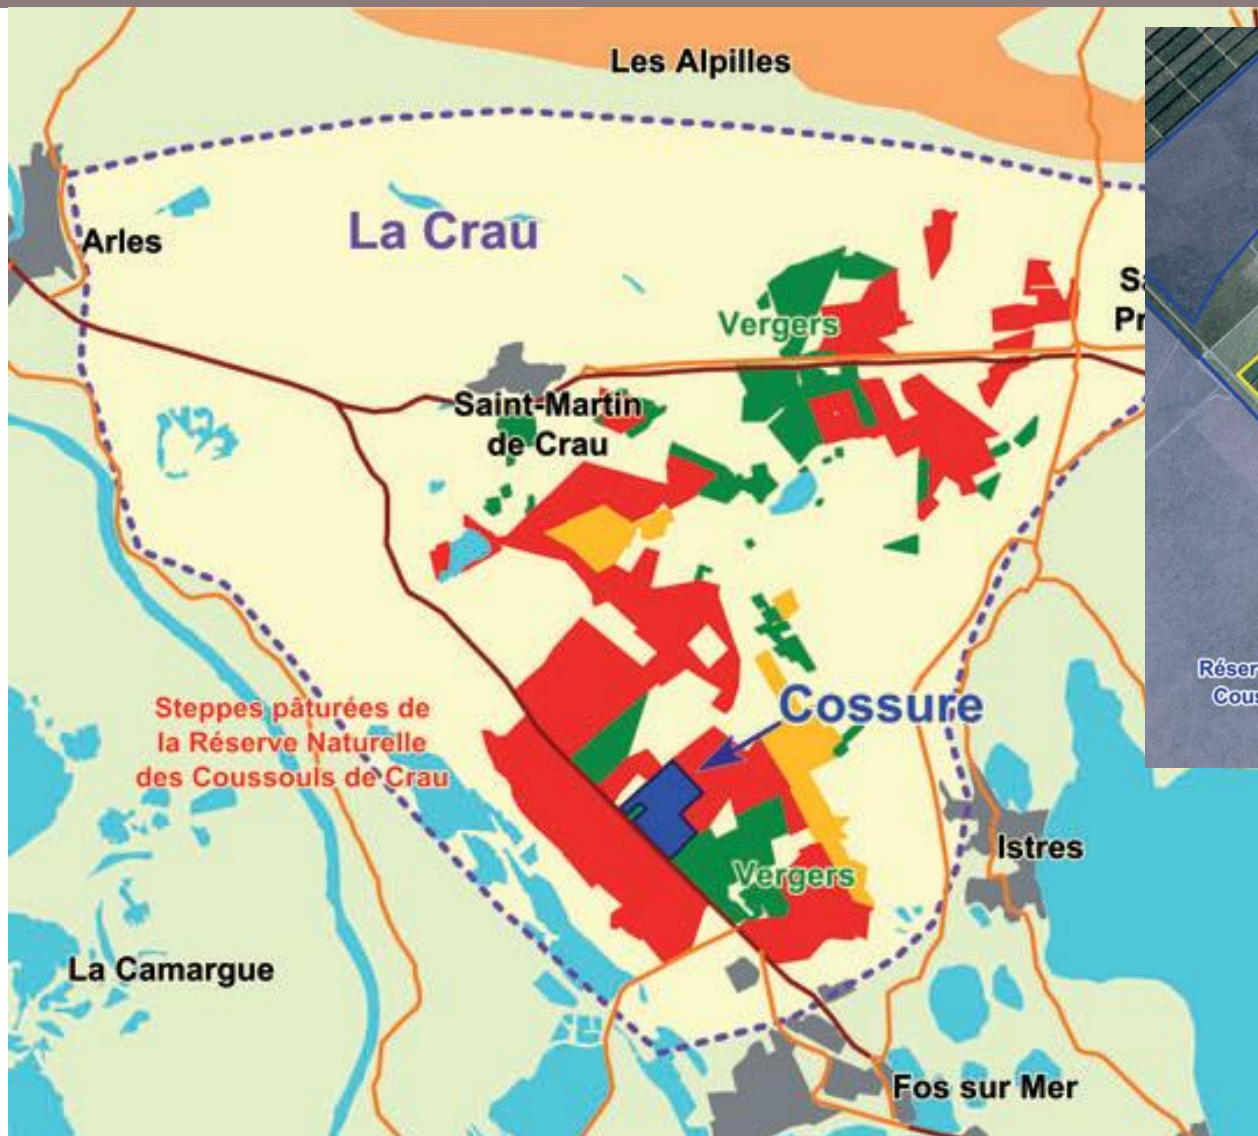 Les Alpilles
La Crau
Arles
Vergers
Saint-Martin
de Crau
Cossure
Steppes pâturées de
la Réserve Naturelle
des Coussouls de Crau
Vergers
Istres
La Camargue
Fos sur Mer